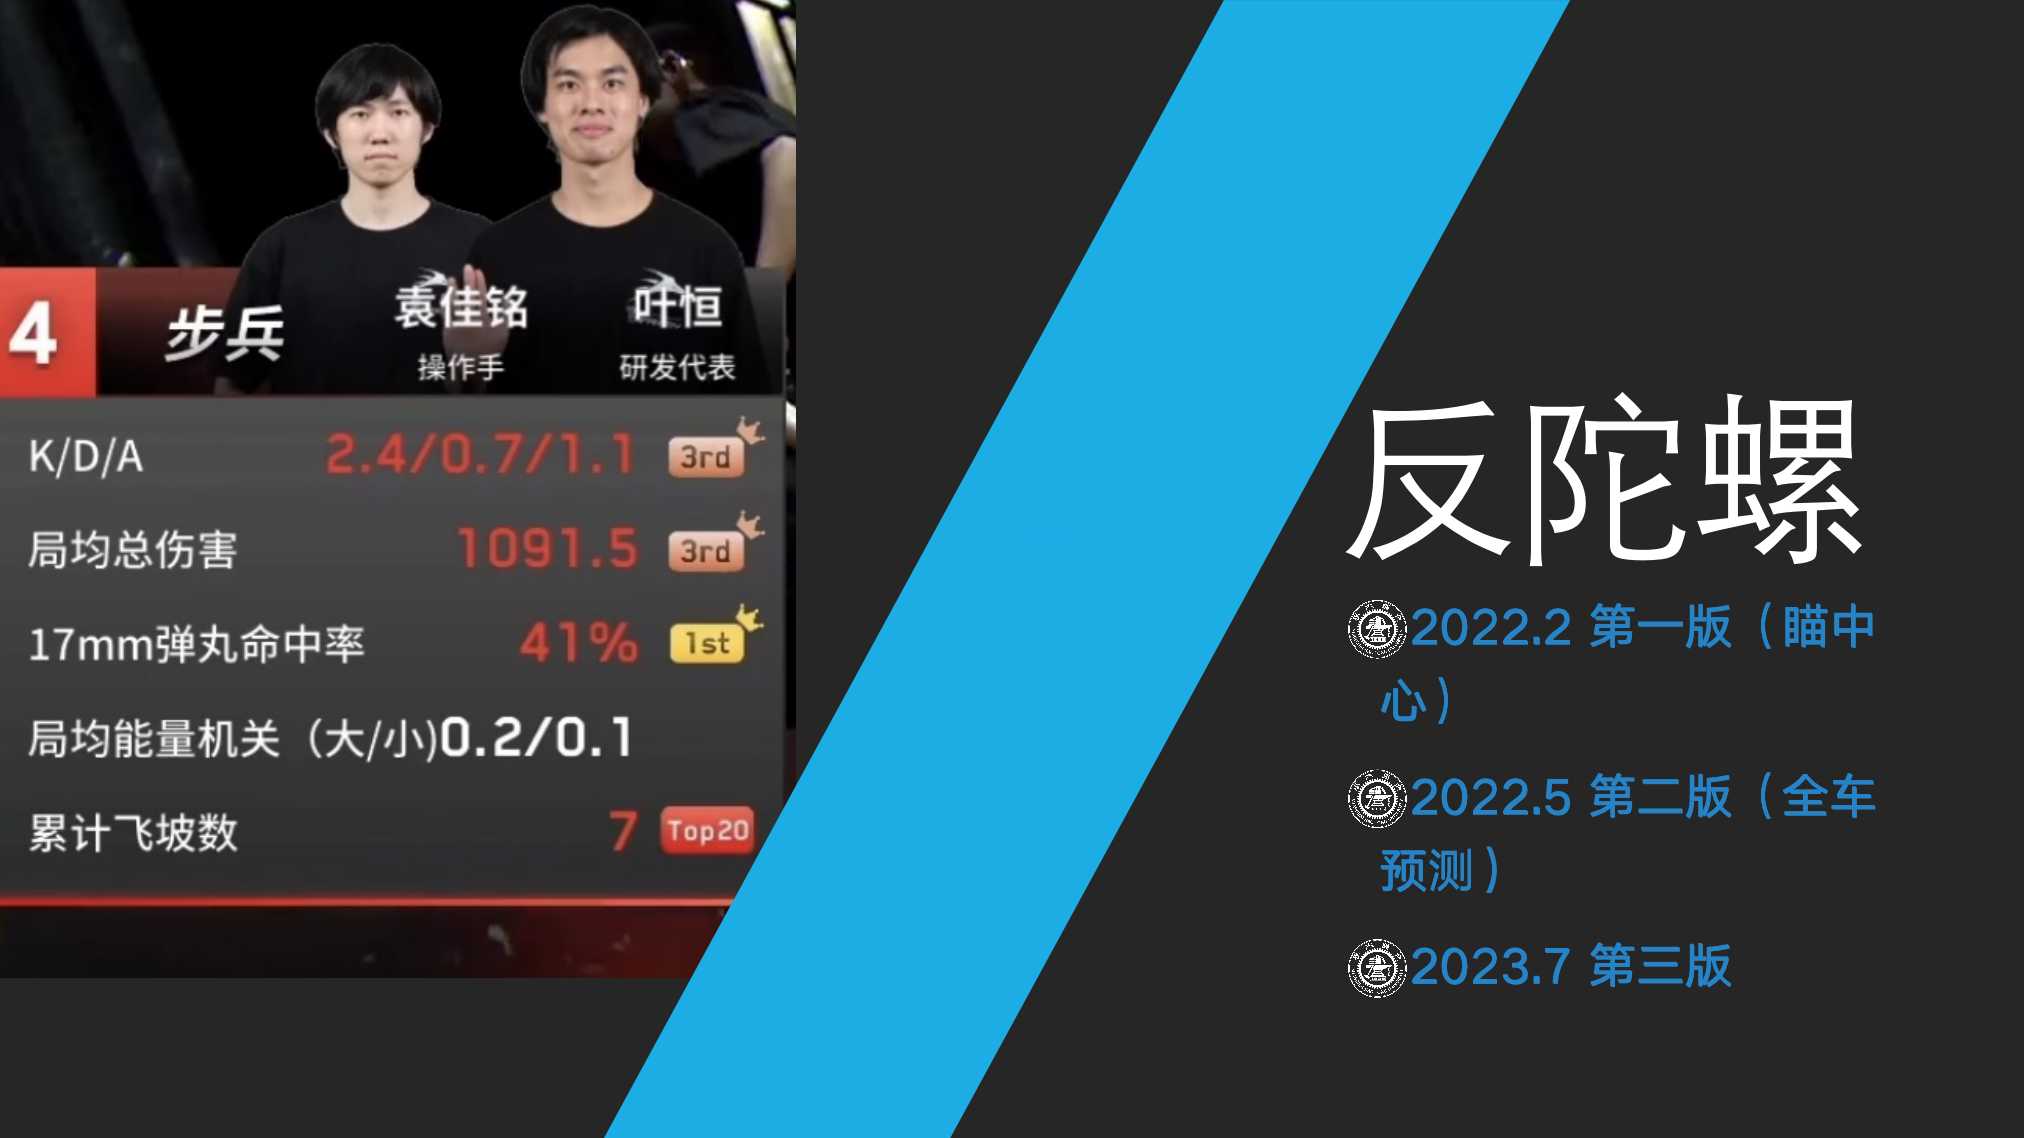 4
步兵
袁佳铭
操作手
叶恒
研发代表
K/D/A 2.4/0.7/1.1 3rd
局均总伤害 1091.5 3rd
17mm弹丸命中率 41% 1st
局均能量机关（大/小)0.2/0.1
累计飞坡数 7 Top20
反陀螺
2022.2 第一版（瞄中
心）
2022.5 第二版（全车
预测）
2023.7 第三版